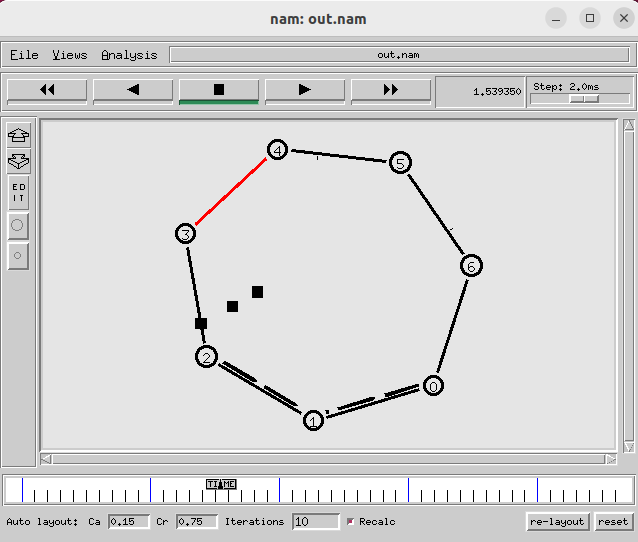 nam: out.nam
File Views Analysis out.nam
1.539350 Step: 2.0ms
ED
IT
4
5
3
6
2
0
1
TIME
Auto layout: Ca 0.15 Cr 0.75 Iterations 10 Recalc re-layout reset